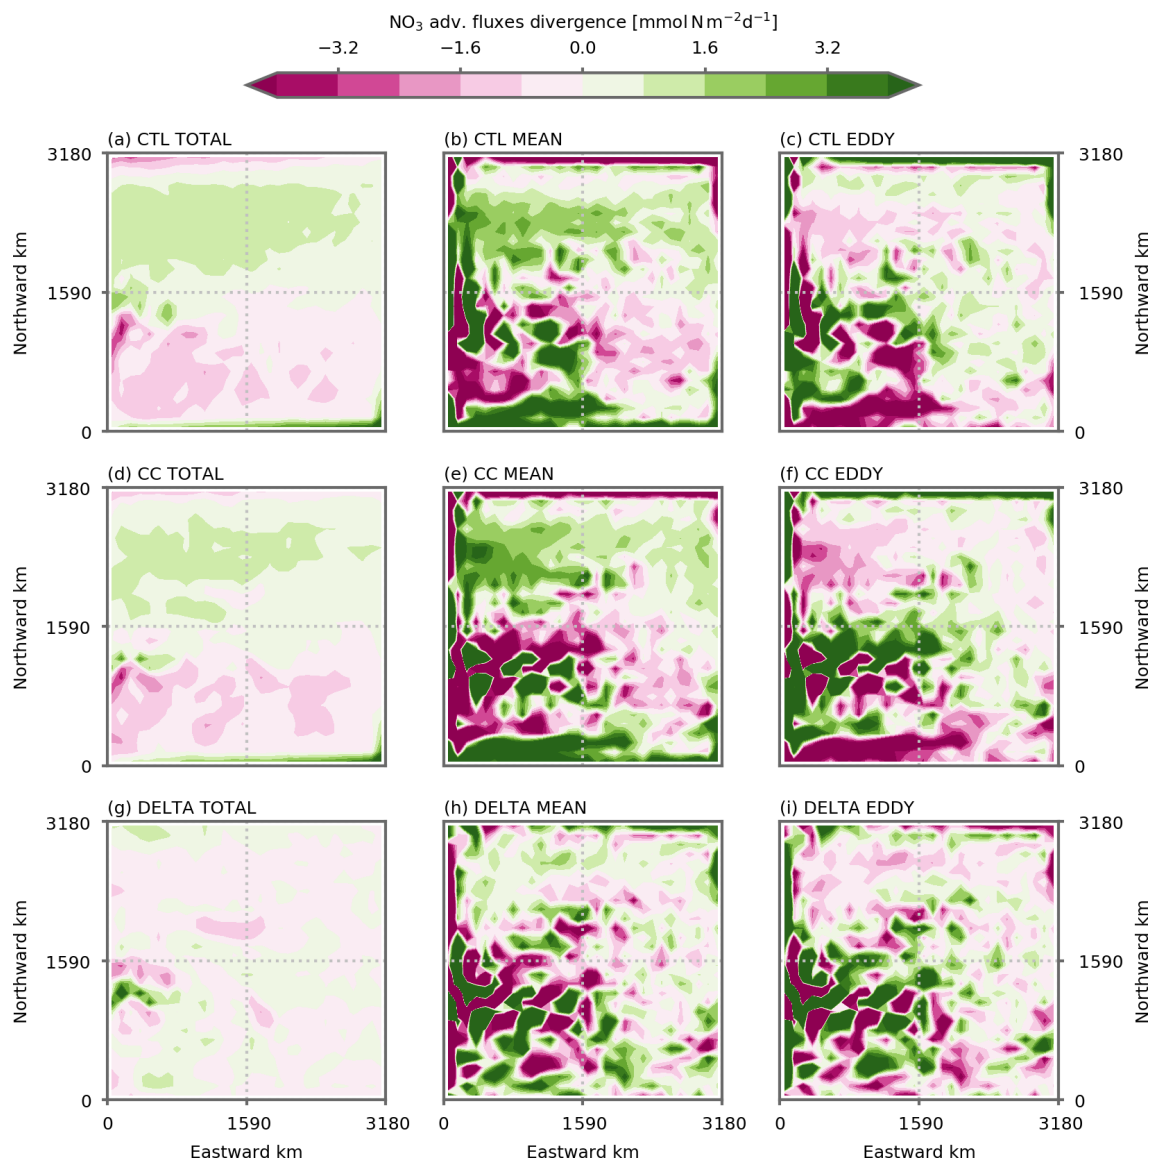 NO₃ adv. fluxes divergence [mmol N m⁻²d⁻¹]
−3.2 −1.6 0.0 1.6 3.2
(a) CTL TOTAL (b) CTL MEAN (c) CTL EDDY
3180 3180
Northward km 1590 1590 Northward km
0 0
(d) CC TOTAL (e) CC MEAN (f) CC EDDY
3180 3180
Northward km 1590 1590 Northward km
0 0
(g) DELTA TOTAL (h) DELTA MEAN (i) DELTA EDDY
3180 3180
Northward km 1590 1590 Northward km
0 0
0 1590 3180 0 1590 3180 0 1590 3180
Eastward km Eastward km Eastward km